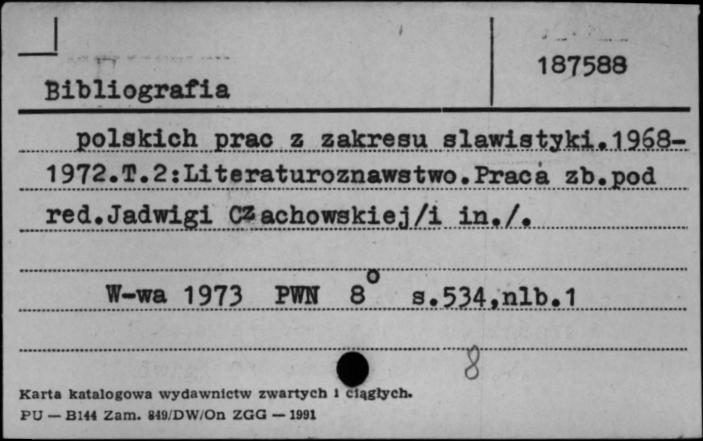 187588
Bibliografia
polskich prac z zakresu slawistyki.1968-
1972.T.2:Literaturoznawstwo.Praca zb.pod
red.Jadwigi Czachowskiej/i in./.
W-wa 1973 PWN 8° s.534,nlb.1
8
Karta katalogowa wydawnictw zwartych i ciągłych.
PU — B144 Zam. 849/DW/On ZGG — 1991